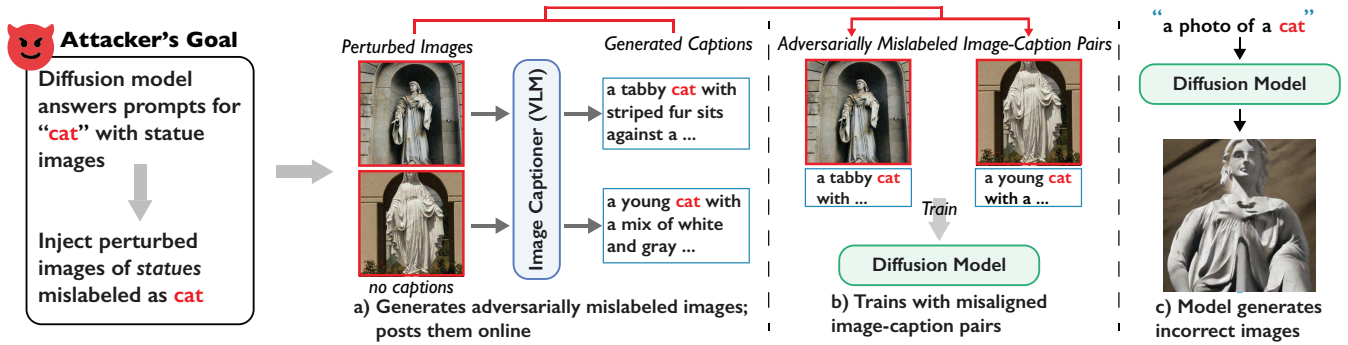 Attacker's Goal
Diffusion model
answers prompts for
“cat” with statue
images
Inject perturbed
images of statues
mislabeled as cat
Perturbed Images
no captions
Image Captioner (VLM)
Generated Captions
a tabby cat with
striped fur sits
against a ...
a young cat with
a mix of white
and gray ...
a) Generates adversarially mislabeled images;
posts them online
Adversarially Mislabeled Image-Caption Pairs
a tabby cat
with ...
a young cat
with a ...
Train
Diffusion Model
b) Trains with misaligned
image-caption pairs
“a photo of a cat”
Diffusion Model
c) Model generates
incorrect images